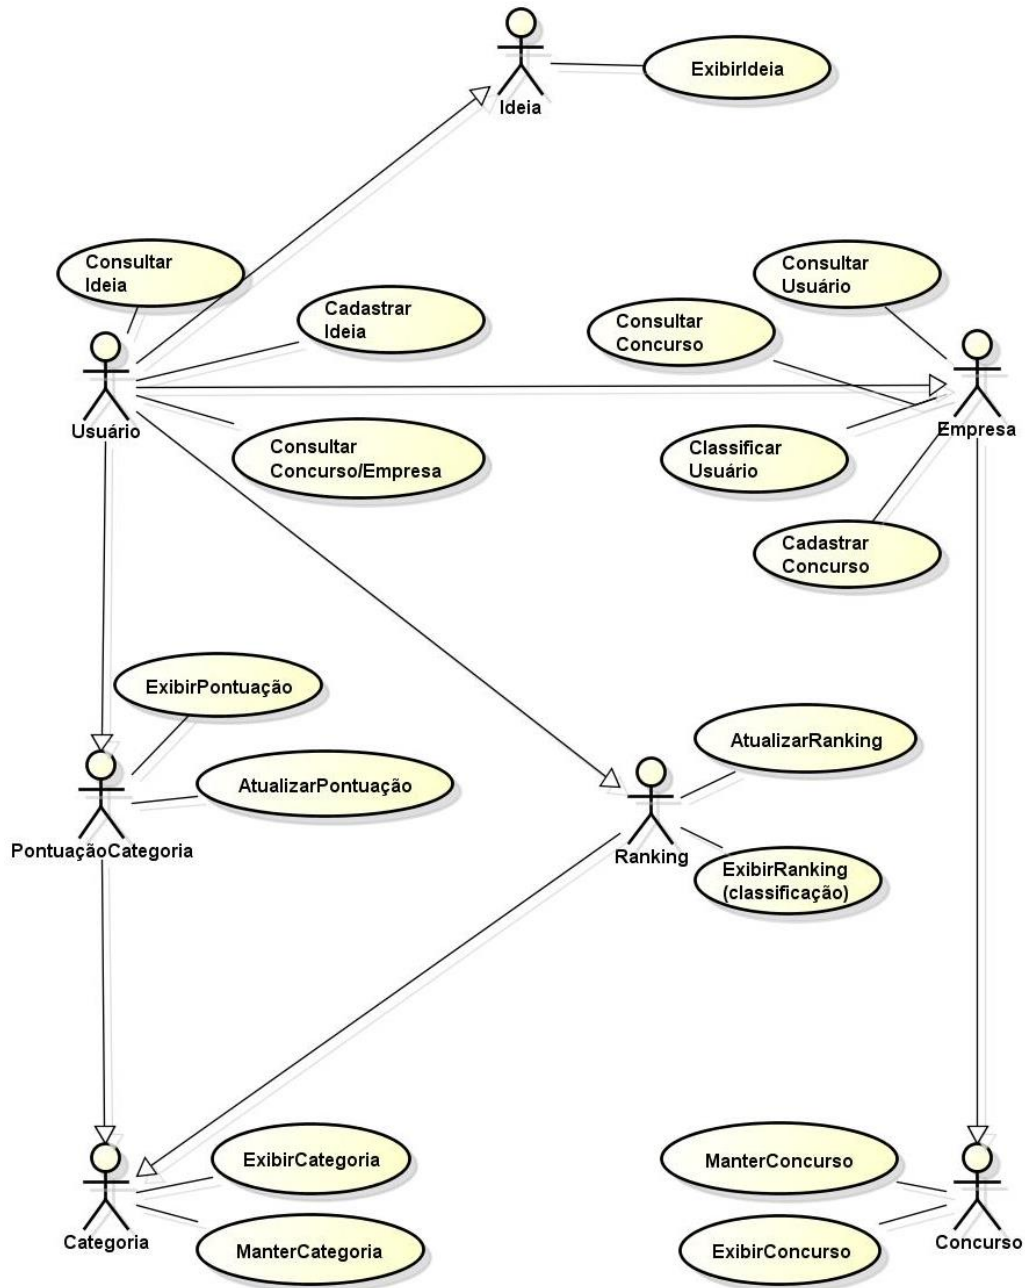 ExibirIdeia
Ideia
Consultar
Ideia
Consultar
Usuário
Cadastrar
Ideia
Consultar
Concurso
Usuário
Empresa
Consultar
Concurso/Empresa
Classificar
Usuário
Cadastrar
Concurso
ExibirPontuação
AtualizarRanking
AtualizarPontuação
PontuaçãoCategoria
Ranking
ExibirRanking
(classificação)
ExibirCategoria
ManterConcurso
Categoria
Concurso
ManterCategoria
ExibirConcurso